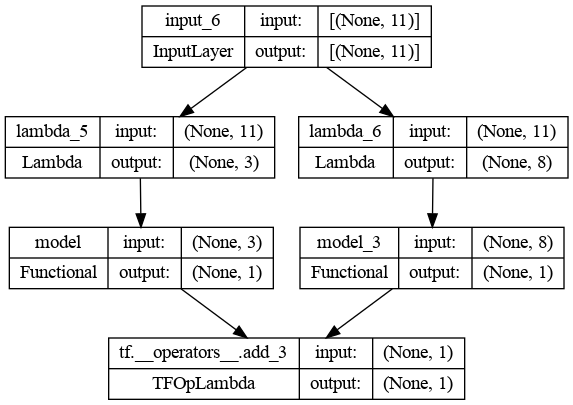 input_6 input: [(None, 11)]
InputLayer output: [(None, 11)]
lambda_5 input: (None, 11)
Lambda output: (None, 3)
lambda_6 input: (None, 11)
Lambda output: (None, 8)
model input: (None, 3)
Functional output: (None, 1)
model_3 input: (None, 8)
Functional output: (None, 1)
tf.__operators__.add_3 input: (None, 1)
TFOpLambda output: (None, 1)